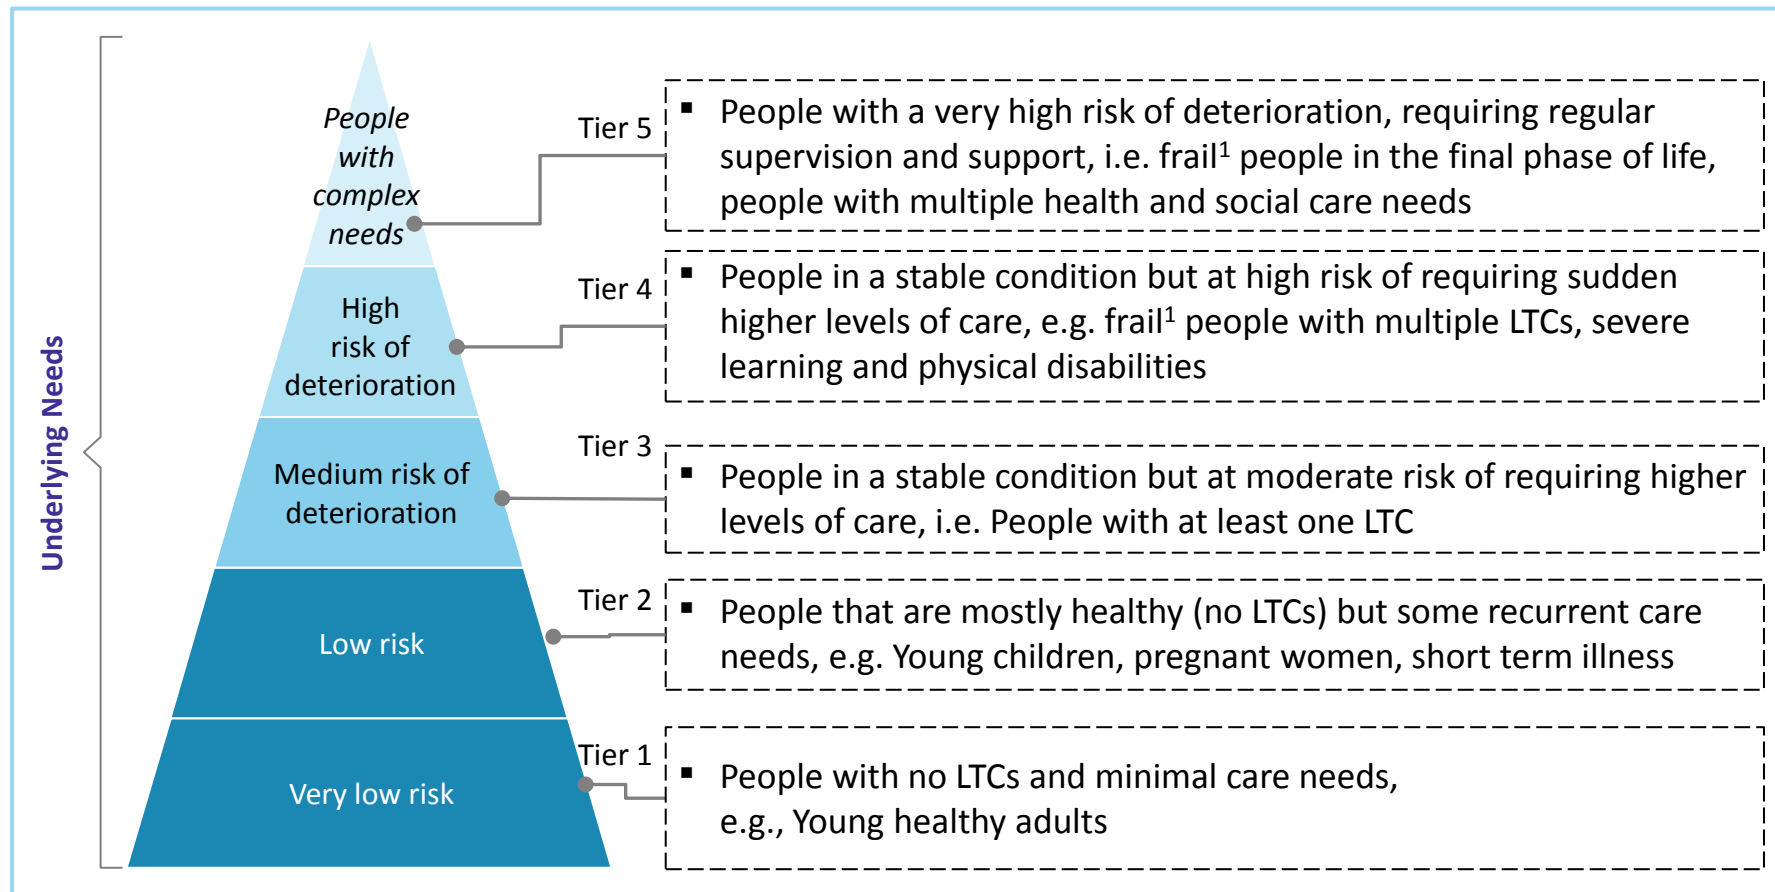 Underlying Needs
People
with
complex
needs
Tier 5
▪ People with a very high risk of deterioration, requiring regular
supervision and support, i.e. frail¹ people in the final phase of life,
people with multiple health and social care needs
High
risk of
deterioration
Tier 4
▪ People in a stable condition but at high risk of requiring sudden
higher levels of care, e.g. frail¹ people with multiple LTCs, severe
learning and physical disabilities
Medium risk of
deterioration
Tier 3
▪ People in a stable condition but at moderate risk of requiring higher
levels of care, i.e. People with at least one LTC
Low risk
Tier 2
▪ People that are mostly healthy (no LTCs) but some recurrent care
needs, e.g. Young children, pregnant women, short term illness
Very low risk
Tier 1
▪ People with no LTCs and minimal care needs,
e.g., Young healthy adults